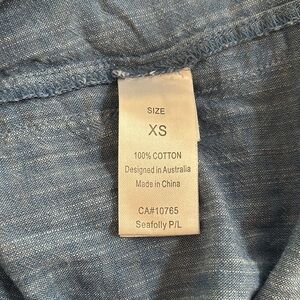 SIZE
XS
100% COTTON
Designed in Australia
Made in China
CA#10765
Seafolly P/L